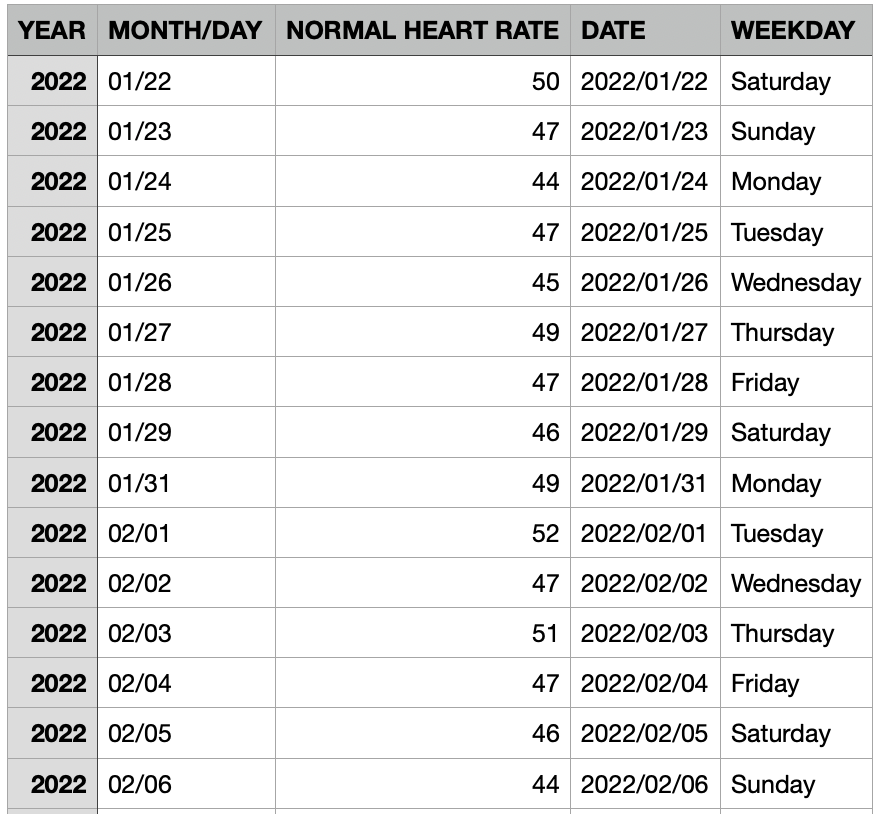 YEAR MONTH/DAY NORMAL HEART RATE DATE WEEKDAY
2022 01/22 50 2022/01/22 Saturday
2022 01/23 47 2022/01/23 Sunday
2022 01/24 44 2022/01/24 Monday
2022 01/25 47 2022/01/25 Tuesday
2022 01/26 45 2022/01/26 Wednesday
2022 01/27 49 2022/01/27 Thursday
2022 01/28 47 2022/01/28 Friday
2022 01/29 46 2022/01/29 Saturday
2022 01/31 49 2022/01/31 Monday
2022 02/01 52 2022/02/01 Tuesday
2022 02/02 47 2022/02/02 Wednesday
2022 02/03 51 2022/02/03 Thursday
2022 02/04 47 2022/02/04 Friday
2022 02/05 46 2022/02/05 Saturday
2022 02/06 44 2022/02/06 Sunday